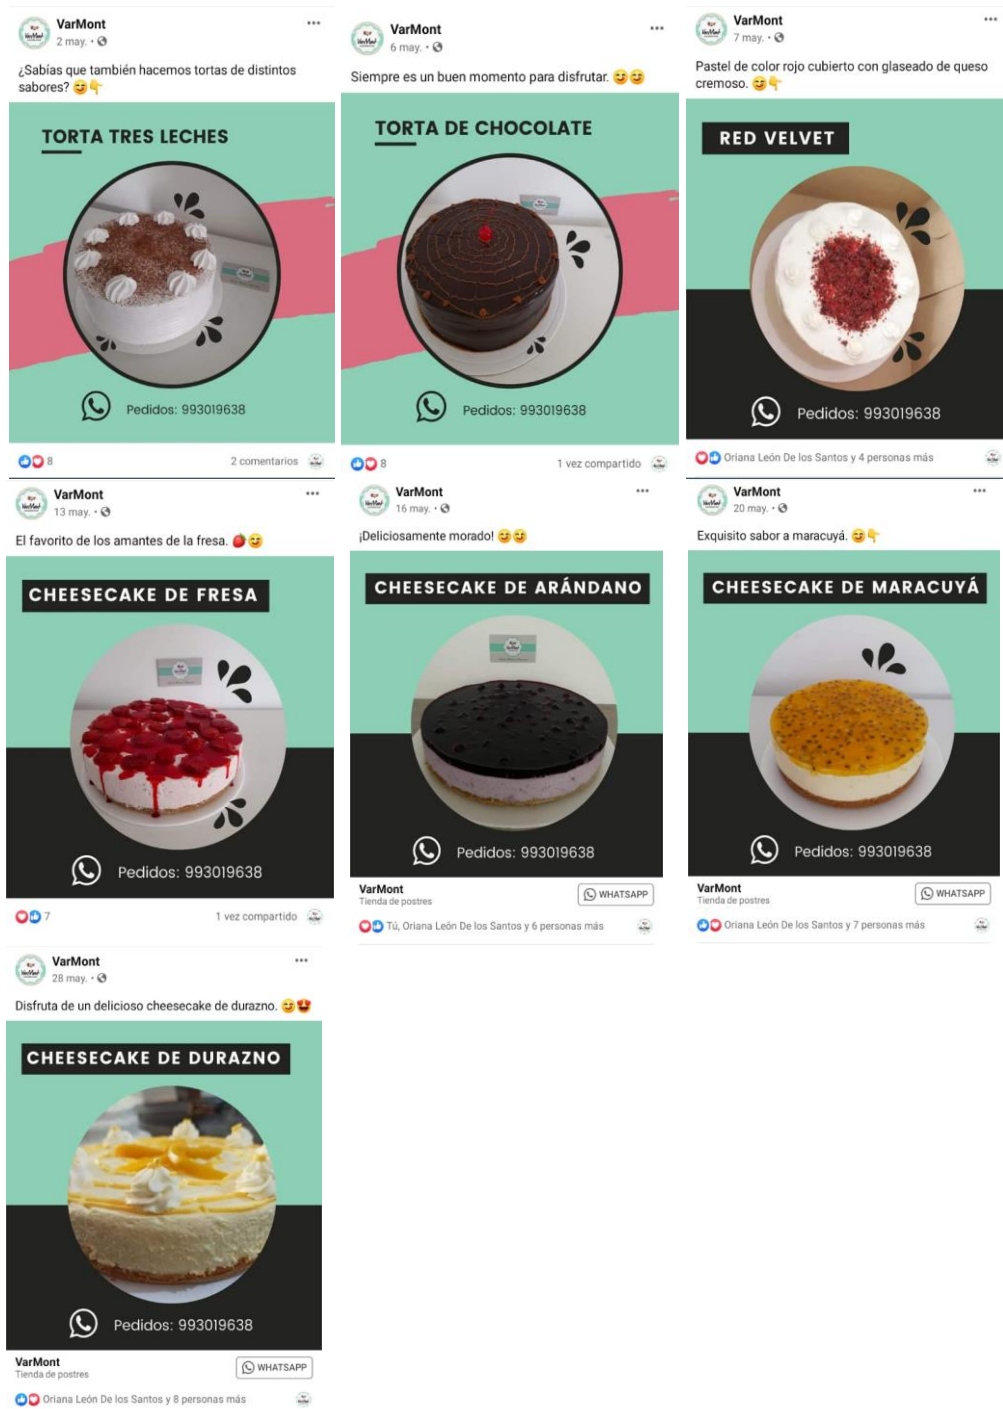 VarMont
2 may.
¿Sabías que también hacemos tortas de distintos
sabores?
TORTA TRES LECHES
Pedidos: 993019638
8
2 comentarios
VarMont
6 may.
Siempre es un buen momento para disfrutar.
TORTA DE CHOCOLATE
Pedidos: 993019638
8
1 vez compartido
VarMont
7 may.
Pastel de color rojo cubierto con glaseado de queso
cremoso.
RED VELVET
Pedidos: 993019638
Oriana León De los Santos y 4 personas más
VarMont
13 may.
El favorito de los amantes de la fresa.
CHEESECAKE DE FRESA
Pedidos: 993019638
7
1 vez compartido
VarMont
16 may.
¡Deliciosamente morado!
CHEESECAKE DE ARÁNDANO
Pedidos: 993019638
VarMont
Tienda de postres
WHATSAPP
Tú, Oriana León De los Santos y 6 personas más
VarMont
20 may.
Exquisito sabor a maracuyá.
CHEESECAKE DE MARACUYÁ
Pedidos: 993019638
VarMont
Tienda de postres
WHATSAPP
Oriana León De los Santos y 7 personas más
VarMont
28 may.
Disfruta de un delicioso cheesecake de durazno.
CHEESECAKE DE DURAZNO
Pedidos: 993019638
VarMont
Tienda de postres
WHATSAPP
Oriana León De los Santos y 8 personas más